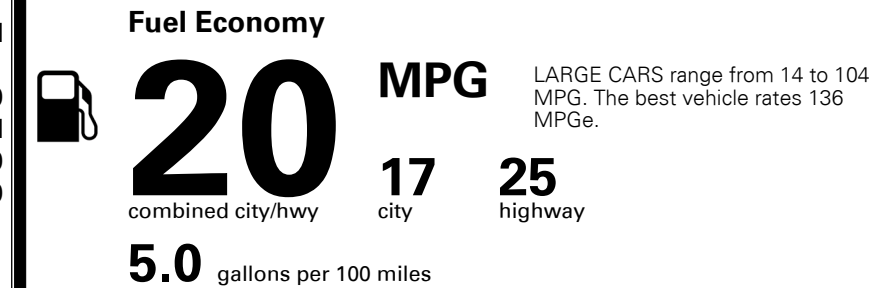 Fuel Economy
20 MPG
LARGE CARS range from 14 to 104
MPG. The best vehicle rates 136
MPGe.
17 25
combined city/hwy city highway
5.0 gallons per 100 miles